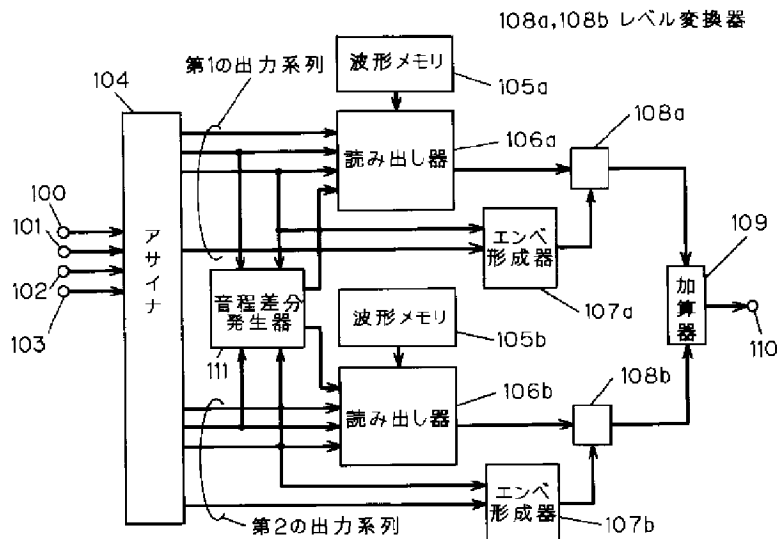 108a,108b レベル変換器
104
第1の出力系列
波形メモリ
105a
読み出し器
106a
108a
100
101
102
103
アサイナ
エンベ
形成器
107a
109
加算器
110
音程差分
発生器
111
波形メモリ
105b
読み出し器
106b
108b
エンベ
形成器
107b
第2の出力系列